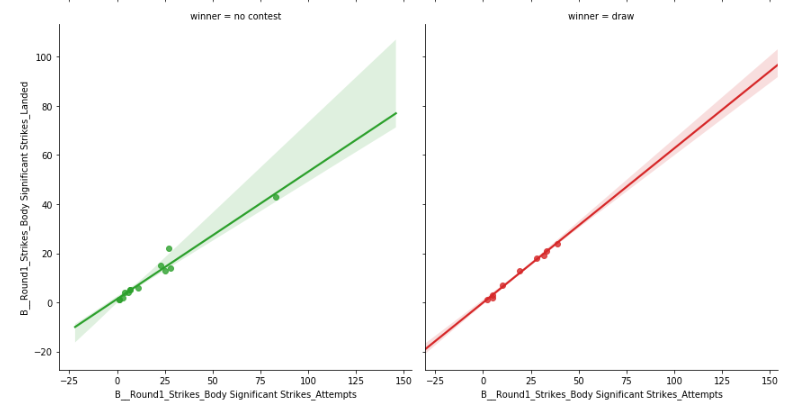 winner = no contest
winner = draw
B__Round1_Strikes_Body Significant Strikes_Landed
100
80
60
40
20
0
−20
−25 0 25 50 75 100 125 150
−25 0 25 50 75 100 125 150
B__Round1_Strikes_Body Significant Strikes_Attempts
B__Round1_Strikes_Body Significant Strikes_Attempts